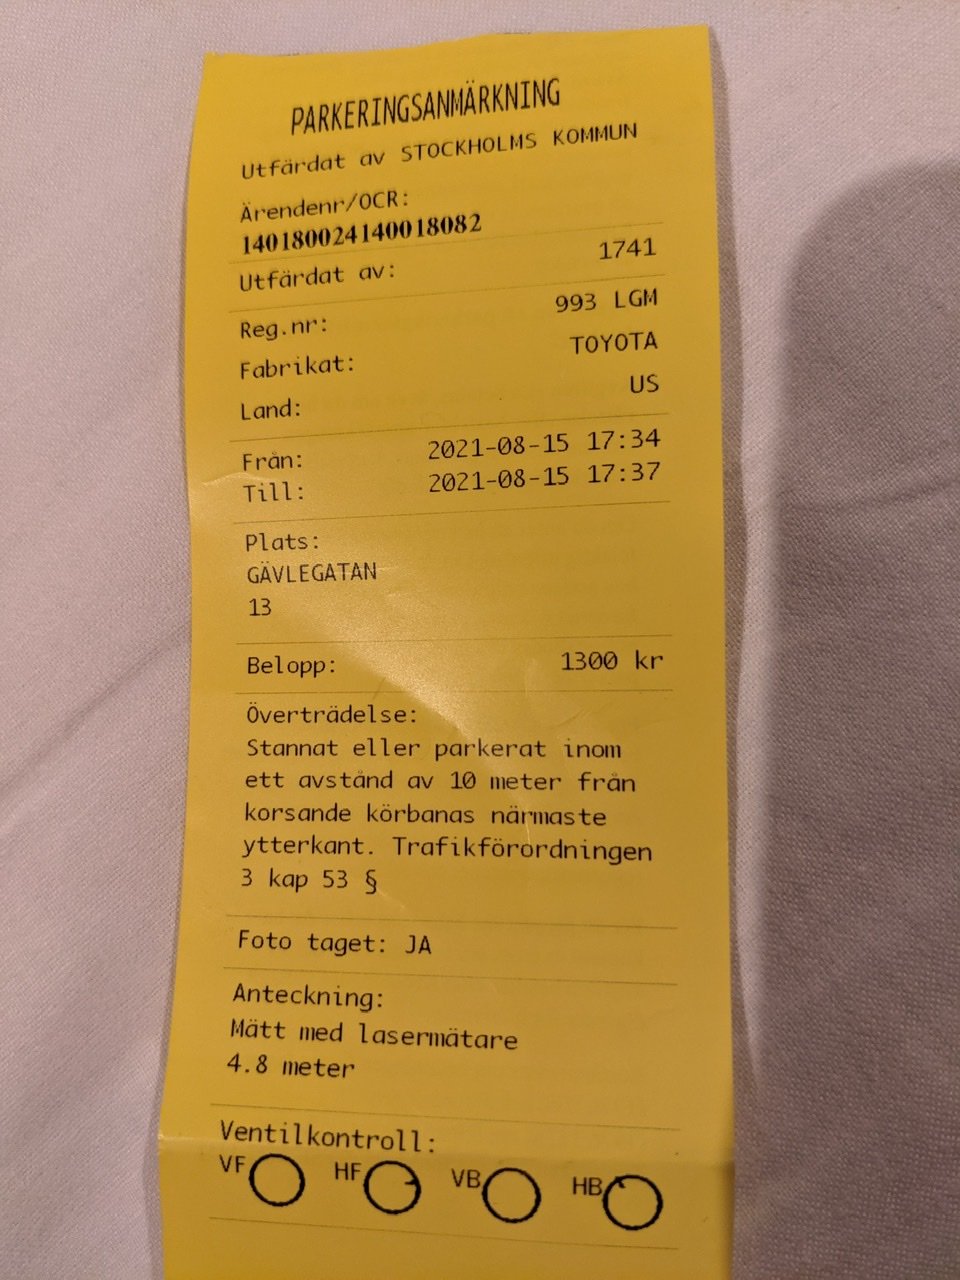 PARKERINGSANMÄRKNING
Utfärdat av STOCKHOLMS KOMMUN
Ärendenr/OCR:
140180024140018082
Utfärdat av: 1741
Reg.nr: 993 LGM
Fabrikat: TOYOTA
Land: US
Från: 2021-08-15 17:34
Till: 2021-08-15 17:37
Plats:
GÄVLEGATAN
13
Belopp: 1300 kr
Överträdelse:
Stannat eller parkerat inom
ett avstånd av 10 meter från
korsande körbanas närmaste
ytterkant. Trafikförordningen
3 kap 53 §
Foto taget: JA
Anteckning:
Mätt med lasermätare
4.8 meter
Ventilkontroll:
VF HF VB HB